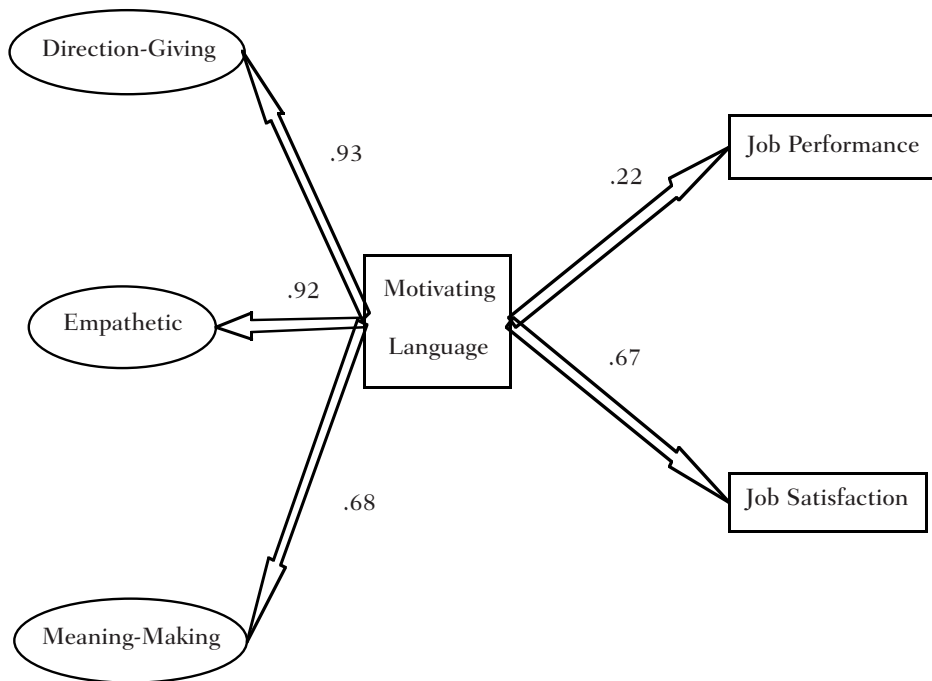 Direction-Giving
.93
Empathetic
.92
Meaning-Making
.68
Motivating
Language
.22
Job Performance
.67
Job Satisfaction